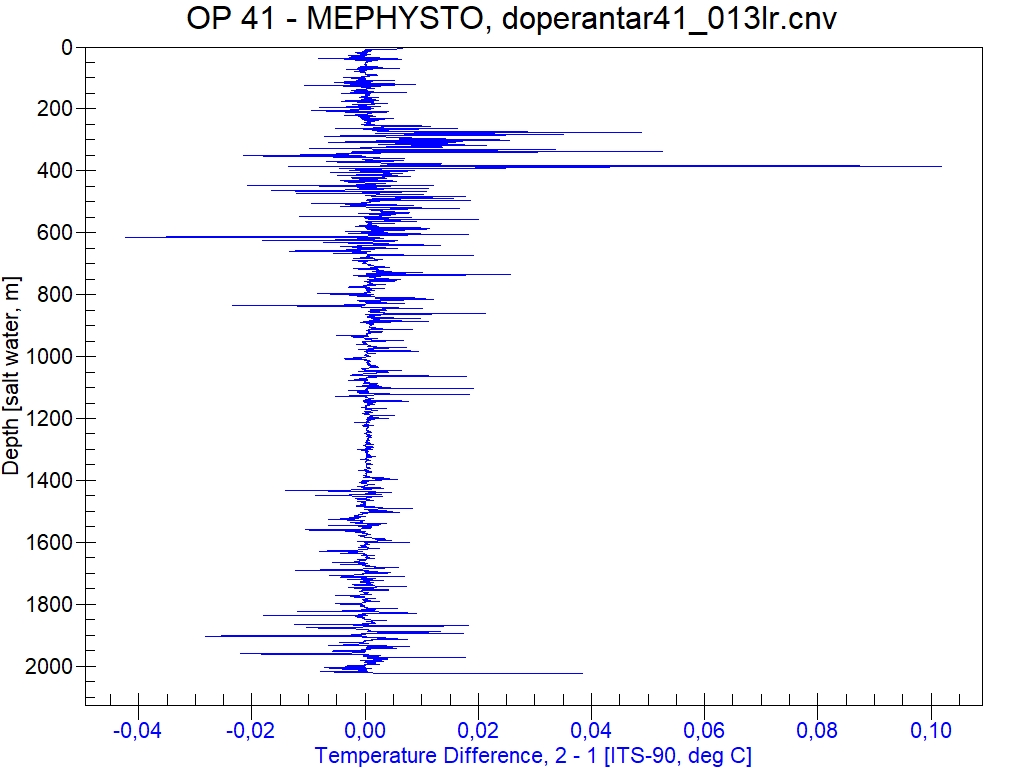 OP 41 - MEPHYSTO, doperantar41_013lr.cnv
0
200
400
600
800
1000
1200
1400
1600
1800
2000
Depth [salt water, m]
-0,04 -0,02 0,00 0,02 0,04 0,06 0,08 0,10
Temperature Difference, 2 - 1 [ITS-90, deg C]